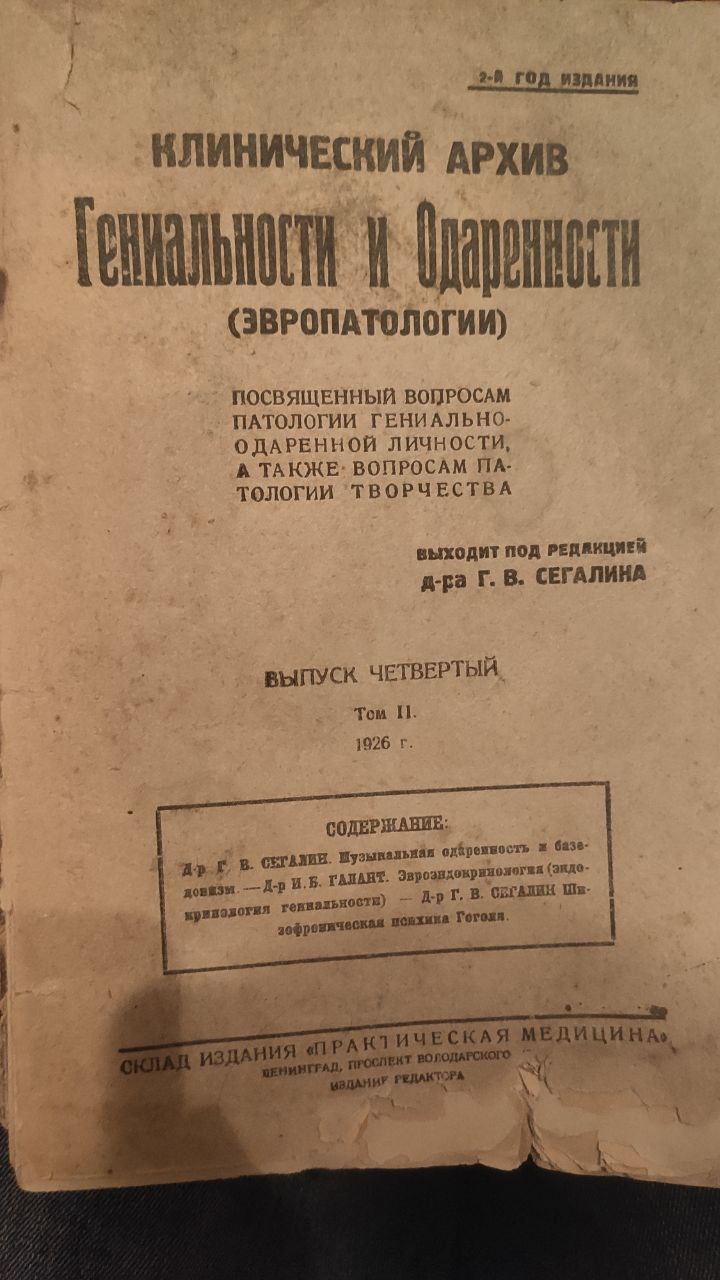 2-й ГОД ИЗДАНИЯ
КЛИНИЧЕСКИЙ АРХИВ
Гениальности и Одаренности
(ЭВРОПАТОЛОГИИ)
ПОСВЯЩЕННЫЙ ВОПРОСАМ
ПАТОЛОГИИ ГЕНИАЛЬНО-
ОДАРЕННОЙ ЛИЧНОСТИ,
А ТАКЖЕ ВОПРОСАМ ПА-
ТОЛОГИИ ТВОРЧЕСТВА
ВЫХОДИТ ПОД РЕДАКЦИЕЙ
д-ра Г. В. СЕГАЛИНА
ВЫПУСК ЧЕТВЕРТЫЙ
Том II.
1926 г.
СОДЕРЖАНИЕ:
Д-р Г. В. СЕГАЛИН. Музыкальная одаренность и базе-
довизм. — Д-р И. Б. ГАЛАНТ. Эвроэндокринология (эндо-
кринология гениальности) — Д-р Г. В. СЕГАЛИН Ши-
зофреническая психика Гоголя.
СКЛАД ИЗДАНИЯ «ПРАКТИЧЕСКАЯ МЕДИЦИНА»
ЛЕНИНГРАД, ПРОСПЕКТ ВОЛОДАРСКОГО
ИЗДАНИЕ РЕДАКТОРА